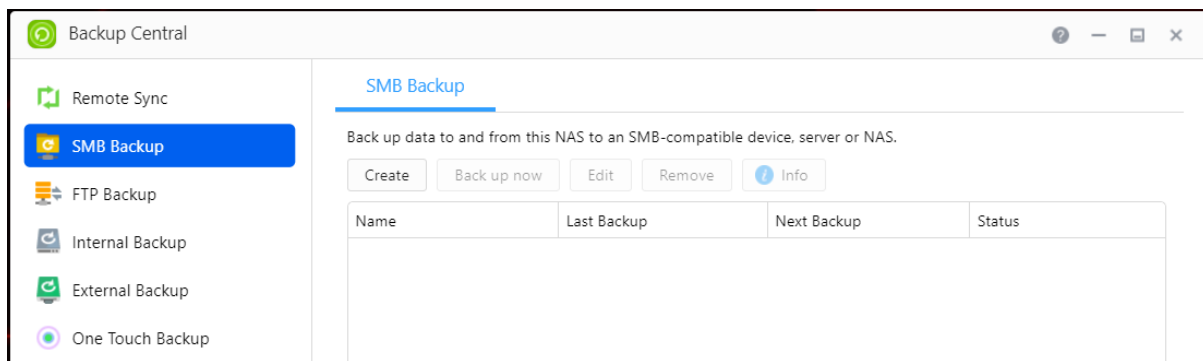 Backup Central
Remote Sync
SMB Backup
FTP Backup
Internal Backup
External Backup
One Touch Backup
SMB Backup
Back up data to and from this NAS to an SMB-compatible device, server or NAS.
Create Back up now Edit Remove i Info
Name Last Backup Next Backup Status